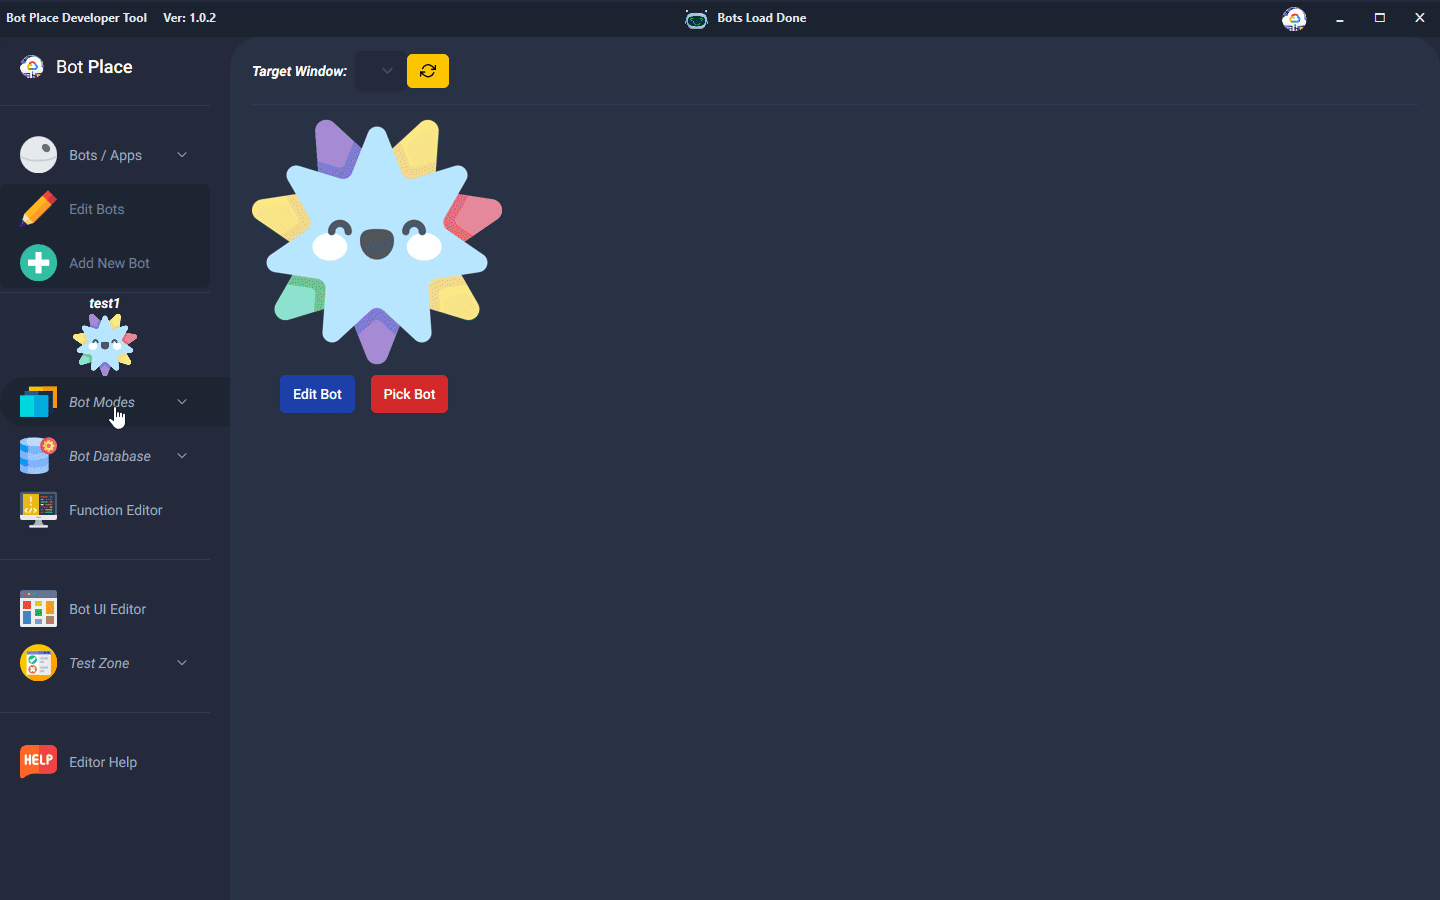 Bot Place Developer Tool Ver: 1.0.2
Bots Load Done
Bot Place
Target Window:
Bots / Apps
Edit Bots
Add New Bot
test1
Bot Modes
Bot Database
Function Editor
Bot UI Editor
Test Zone
HELP Editor Help
Edit Bot
Pick Bot